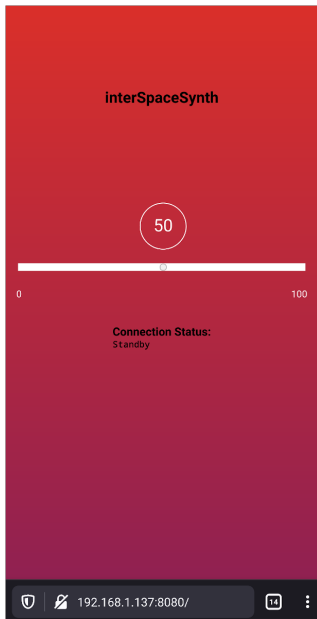 interSpaceSynth
50
0 100
Connection Status:
Standby
192.168.1.137:8080/
14